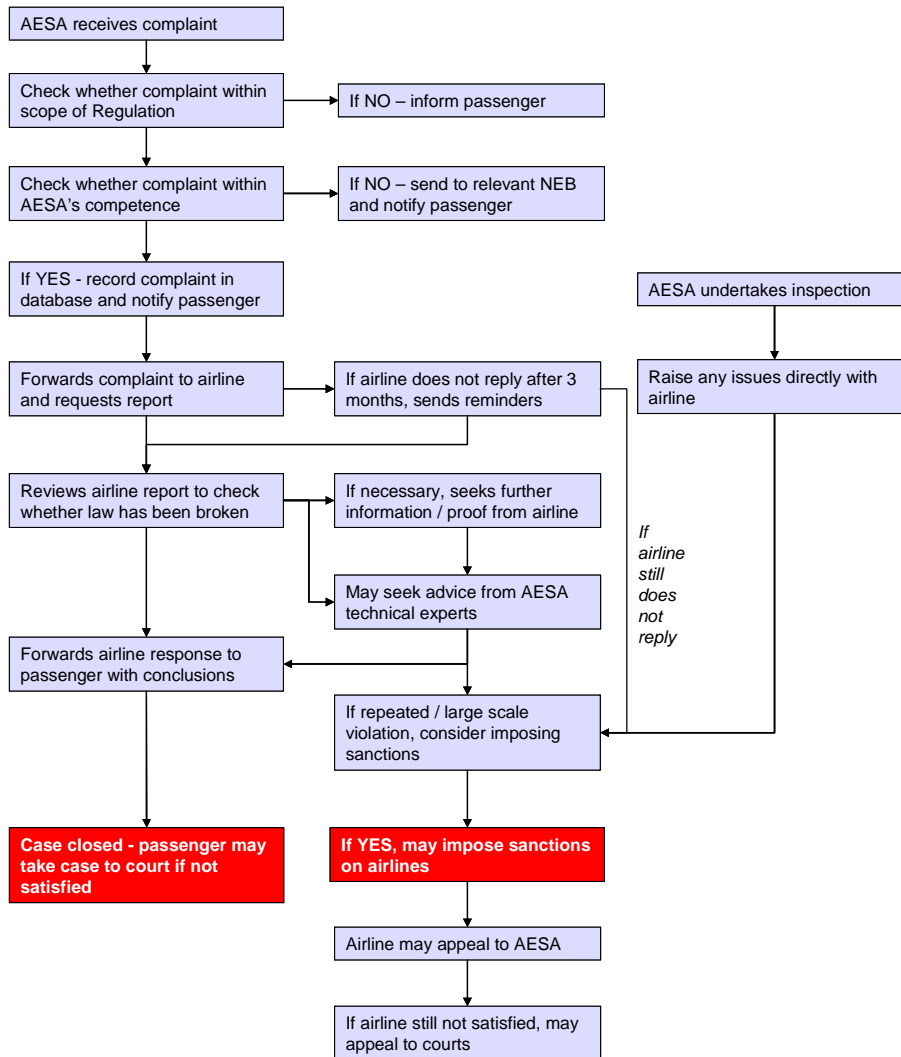 AESA receives complaint
Check whether complaint within
scope of Regulation
If NO – inform passenger
Check whether complaint within
AESA's competence
If NO – send to relevant NEB
and notify passenger
If YES - record complaint in
database and notify passenger
AESA undertakes inspection
Forwards complaint to airline
and requests report
If airline does not reply after 3
months, sends reminders
Raise any issues directly with
airline
Reviews airline report to check
whether law has been broken
If necessary, seeks further
information / proof from airline
If
airline
still
does
not
reply
May seek advice from AESA
technical experts
Forwards airline response to
passenger with conclusions
If repeated / large scale
violation, consider imposing
sanctions
Case closed - passenger may
take case to court if not
satisfied
If YES, may impose sanctions
on airlines
Airline may appeal to AESA
If airline still not satisfied, may
appeal to courts